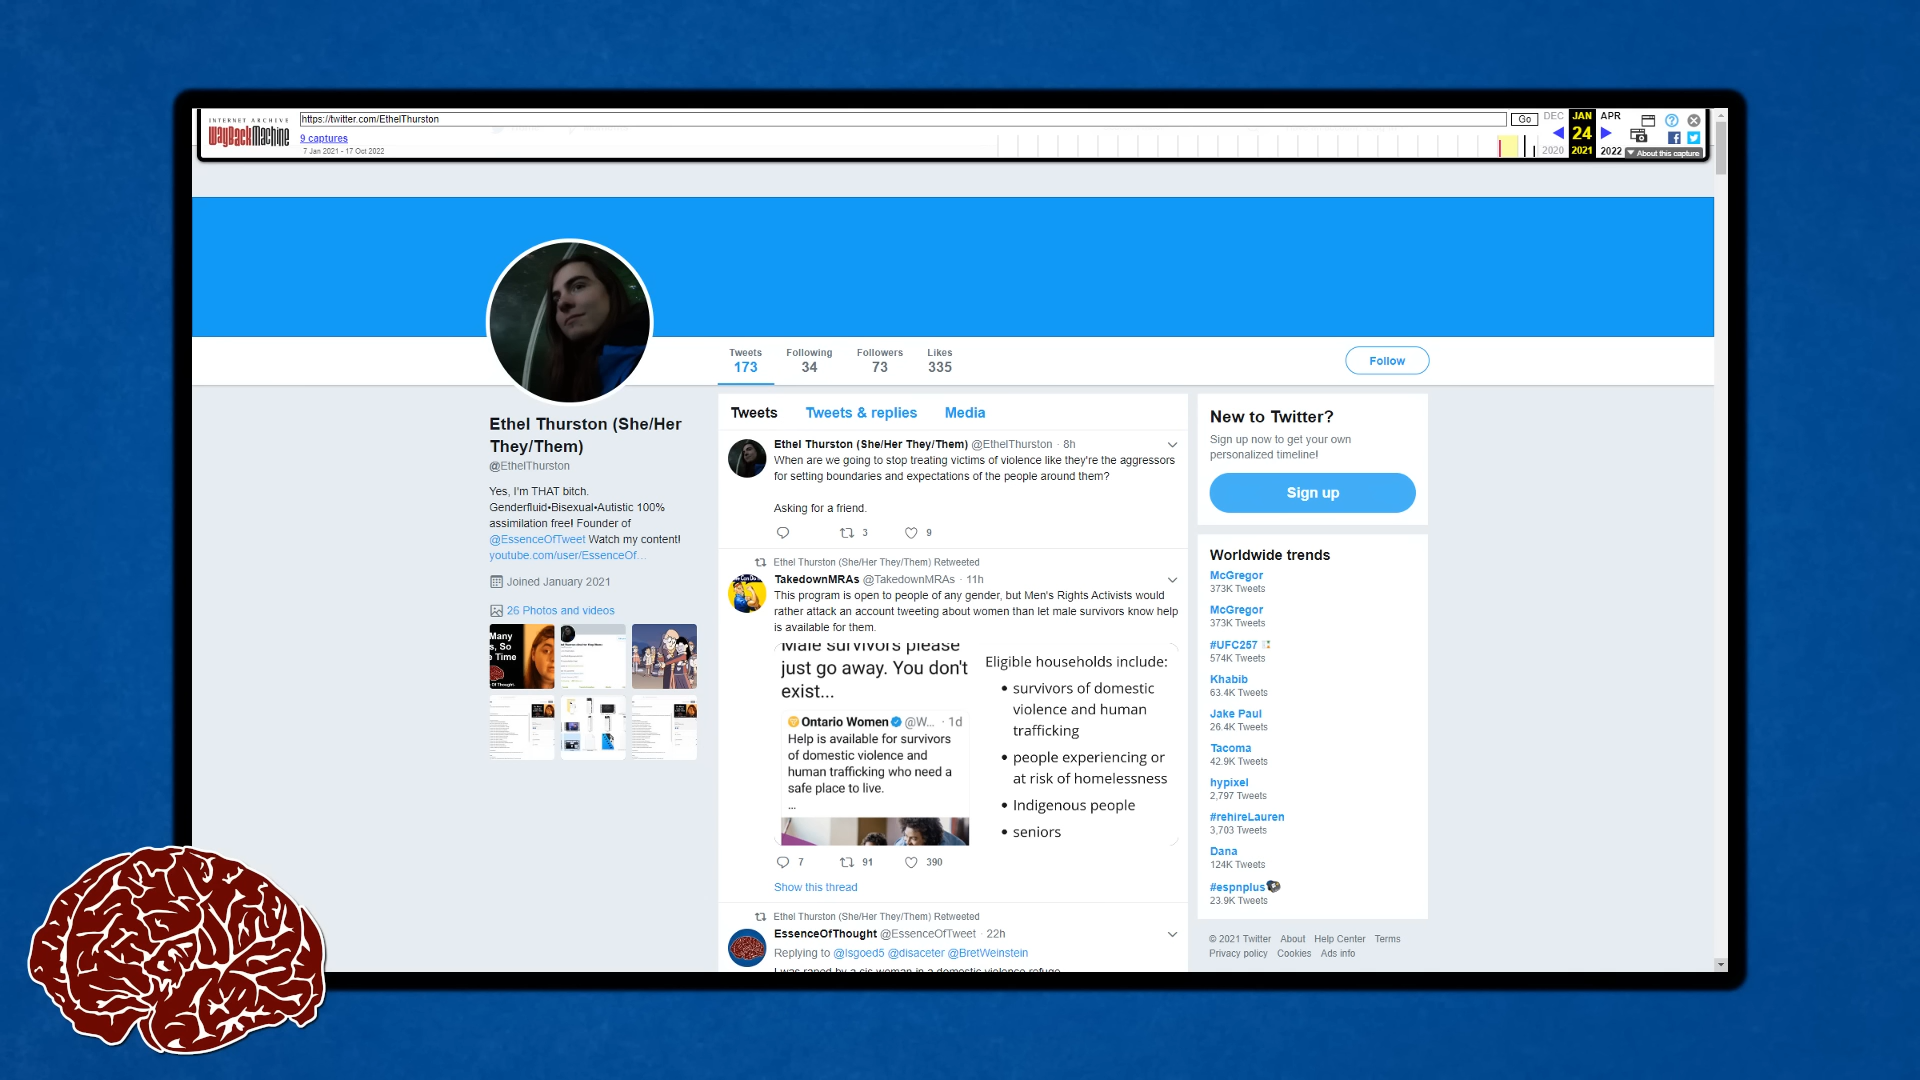 INTERNET ARCHIVE
WayBackMachine
https://twitter.com/EthelThurston
Go
DEC
JAN
APR
9 captures
24
7 Jan 2021 - 17 Oct 2022
2020
2021
2022
About this capture
Tweets
173
Following
34
Followers
73
Likes
335
Follow
Ethel Thurston (She/Her
They/Them)
@EthelThurston
Yes, I'm THAT bitch.
Genderfluid•Bisexual•Autistic 100%
assimilation free! Founder of
@EssenceOfTweet Watch my content!
youtube.com/user/EssenceOf...
Joined January 2021
26 Photos and videos
Many
s, So
e Time
Tweets
Tweets & replies
Media
Ethel Thurston (She/Her They/Them) @EthelThurston · 8h
When are we going to stop treating victims of violence like they're the aggressors
for setting boundaries and expectations of the people around them?
Asking for a friend.
3
9
Ethel Thurston (She/Her They/Them) Retweeted
TakedownMRAs @TakedownMRAs · 11h
This program is open to people of any gender, but Men's Rights Activists would
rather attack an account tweeting about women than let male survivors know help
is available for them.
Male survivors please
just go away. You don't
exist...
Ontario Women @W... · 1d
Help is available for survivors
of domestic violence and
human trafficking who need a
safe place to live.
...
Eligible households include:
• survivors of domestic
violence and human
trafficking
• people experiencing or
at risk of homelessness
• Indigenous people
• seniors
7
91
390
Show this thread
Ethel Thurston (She/Her They/Them) Retweeted
EssenceOfThought @EssenceOfTweet · 22h
Replying to @lsgoed5 @disaceter @BretWeinstein
I was raped by a cis woman in a domestic violence refuge
New to Twitter?
Sign up now to get your own
personalized timeline!
Sign up
Worldwide trends
McGregor
373K Tweets
McGregor
373K Tweets
#UFC257
574K Tweets
Khabib
63.4K Tweets
Jake Paul
26.4K Tweets
Tacoma
42.9K Tweets
hypixel
2,797 Tweets
#rehireLauren
3,703 Tweets
Dana
124K Tweets
#espnplus
23.9K Tweets
© 2021 Twitter About Help Center Terms
Privacy policy Cookies Ads info